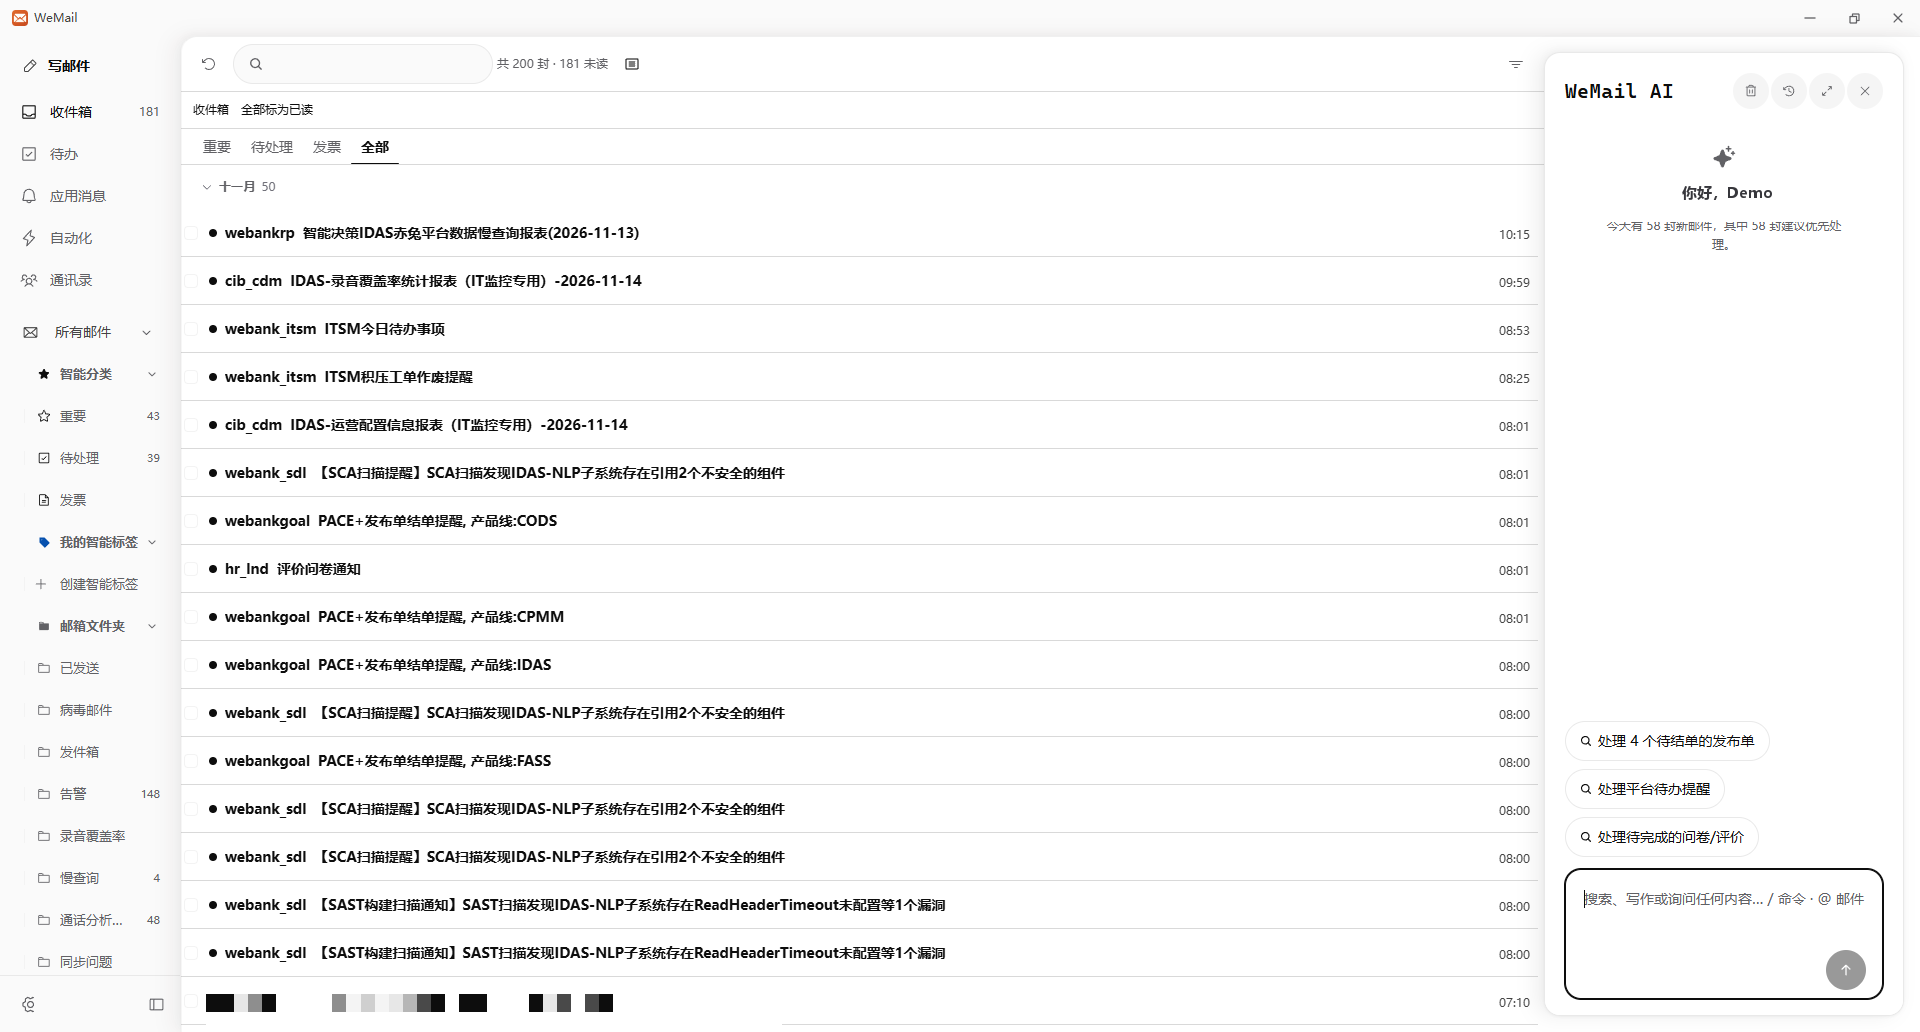 WeMail
写邮件
收件箱 181
待办
应用消息
自动化
通讯录
所有邮件
智能分类
重要 43
待处理 39
发票
我的智能标签
创建智能标签
邮箱文件夹
已发送
病毒邮件
发件箱
告警 148
录音覆盖率
慢查询 4
通话分析... 48
同步问题
共 200 封 · 181 未读
收件箱 全部标为已读
重要 待处理 发票 全部
十一月 50
webankrp 智能决策IDAS赤兔平台数据慢查询报表(2026-11-13) 10:15
cib_cdm IDAS-录音覆盖率统计报表（IT监控专用）-2026-11-14 09:59
webank_itsm ITSM今日待办事项 08:53
webank_itsm ITSM积压工单作废提醒 08:25
cib_cdm IDAS-运营配置信息报表（IT监控专用）-2026-11-14 08:01
webank_sdl 【SCA扫描提醒】SCA扫描发现IDAS-NLP子系统存在引用2个不安全的组件 08:01
webankgoal PACE+发布单结单提醒, 产品线:CODS 08:01
hr_lnd 评价问卷通知 08:01
webankgoal PACE+发布单结单提醒, 产品线:CPMM 08:01
webankgoal PACE+发布单结单提醒, 产品线:IDAS 08:00
webank_sdl 【SCA扫描提醒】SCA扫描发现IDAS-NLP子系统存在引用2个不安全的组件 08:00
webankgoal PACE+发布单结单提醒, 产品线:FASS 08:00
webank_sdl 【SCA扫描提醒】SCA扫描发现IDAS-NLP子系统存在引用2个不安全的组件 08:00
webank_sdl 【SCA扫描提醒】SCA扫描发现IDAS-NLP子系统存在引用2个不安全的组件 08:00
webank_sdl 【SAST构建扫描通知】SAST扫描发现IDAS-NLP子系统存在ReadHeaderTimeout未配置等1个漏洞 08:00
webank_sdl 【SAST构建扫描通知】SAST扫描发现IDAS-NLP子系统存在ReadHeaderTimeout未配置等1个漏洞 08:00
07:10
WeMail AI
你好，Demo
今天有 58 封新邮件，其中 58 封建议优先处
理。
处理 4 个待结单的发布单
处理平台待办提醒
处理待完成的问卷/评价
搜索、写作或询问任何内容... / 命令 · @ 邮件